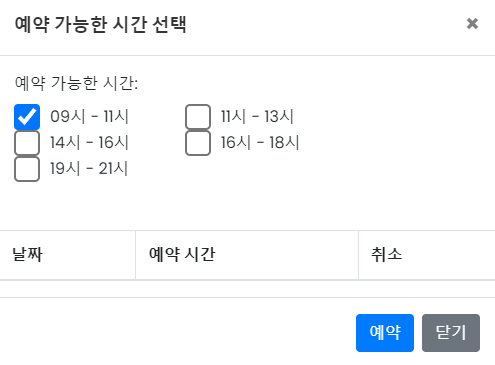 예약 가능한 시간 선택 ×
예약 가능한 시간:
09시 - 11시 11시 - 13시
14시 - 16시 16시 - 18시
19시 - 21시
날짜 예약 시간 취소
예약 닫기